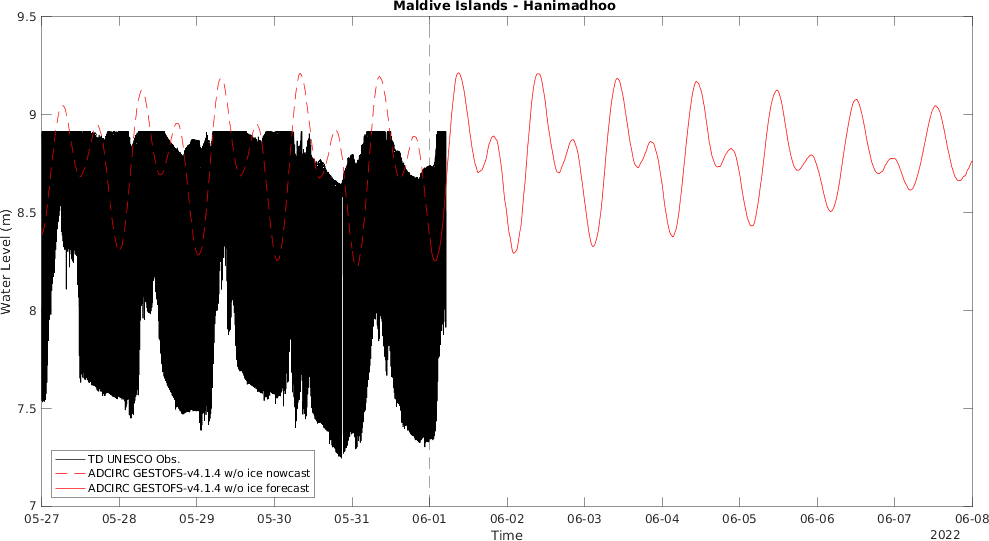 Maldive Islands - Hanimadhoo
9.5
9
8.5
8
7.5
7
Water Level (m)
TD UNESCO Obs.
ADCIRC GESTOFS-v4.1.4 w/o ice nowcast
ADCIRC GESTOFS-v4.1.4 w/o ice forecast
05-27 05-28 05-29 05-30 05-31 06-01 06-02 06-03 06-04 06-05 06-06 06-07 06-08
Time
2022